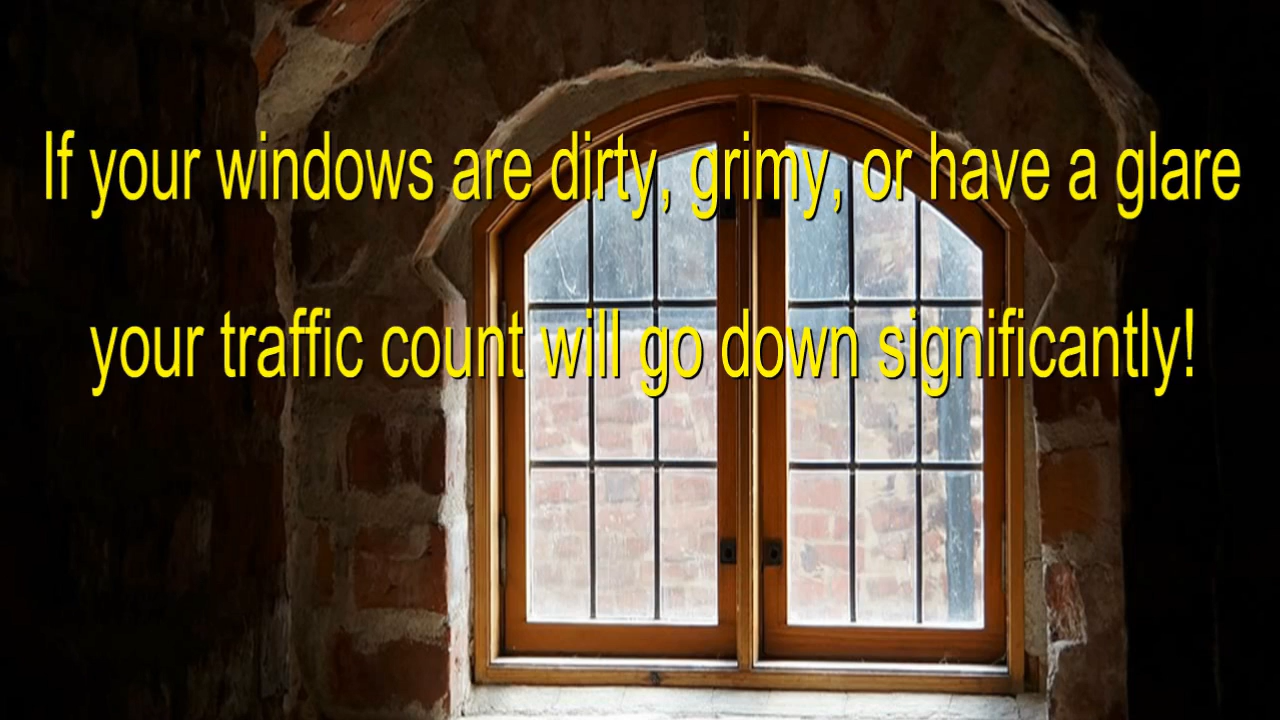 If your windows are dirty, grimy, or have a glare
your traffic count will go down significantly!